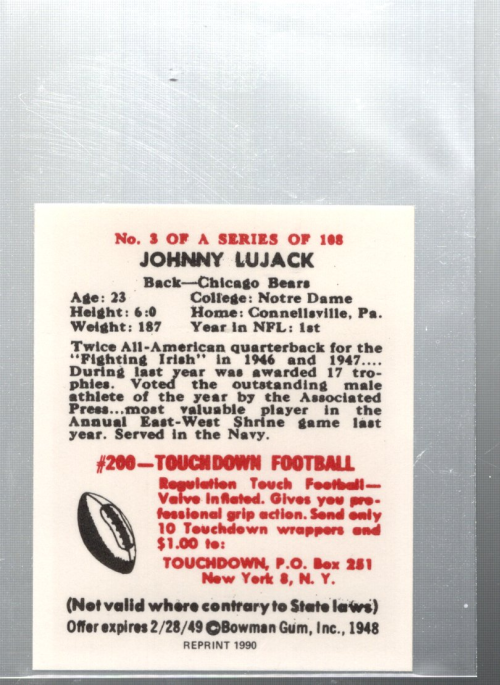 No. 3 OF A SERIES OF 108
JOHNNY LUJACK
Back—Chicago Bears
Age: 23 College: Notre Dame
Height: 6:0 Home: Connellsville, Pa.
Weight: 187 Year in NFL: 1st
Twice All-American quarterback for the
"Fighting Irish" in 1946 and 1947....
During last year was awarded 17 tro-
phies. Voted the outstanding male
athlete of the year by the Associated
Press...most valuable player in the
Annual East-West Shrine game last
year. Served in the Navy.
#200—TOUCHDOWN FOOTBALL
Regulation Touch Football—
Valve Inflated. Gives you pro-
fessional grip action. Send only
10 Touchdown wrappers and
$1.00 to:
TOUCHDOWN, P.O. Box 251
New York 8, N. Y.
(Not valid where contrary to State laws)
Offer expires 2/28/49 ©Bowman Gum, Inc., 1948
REPRINT 1990